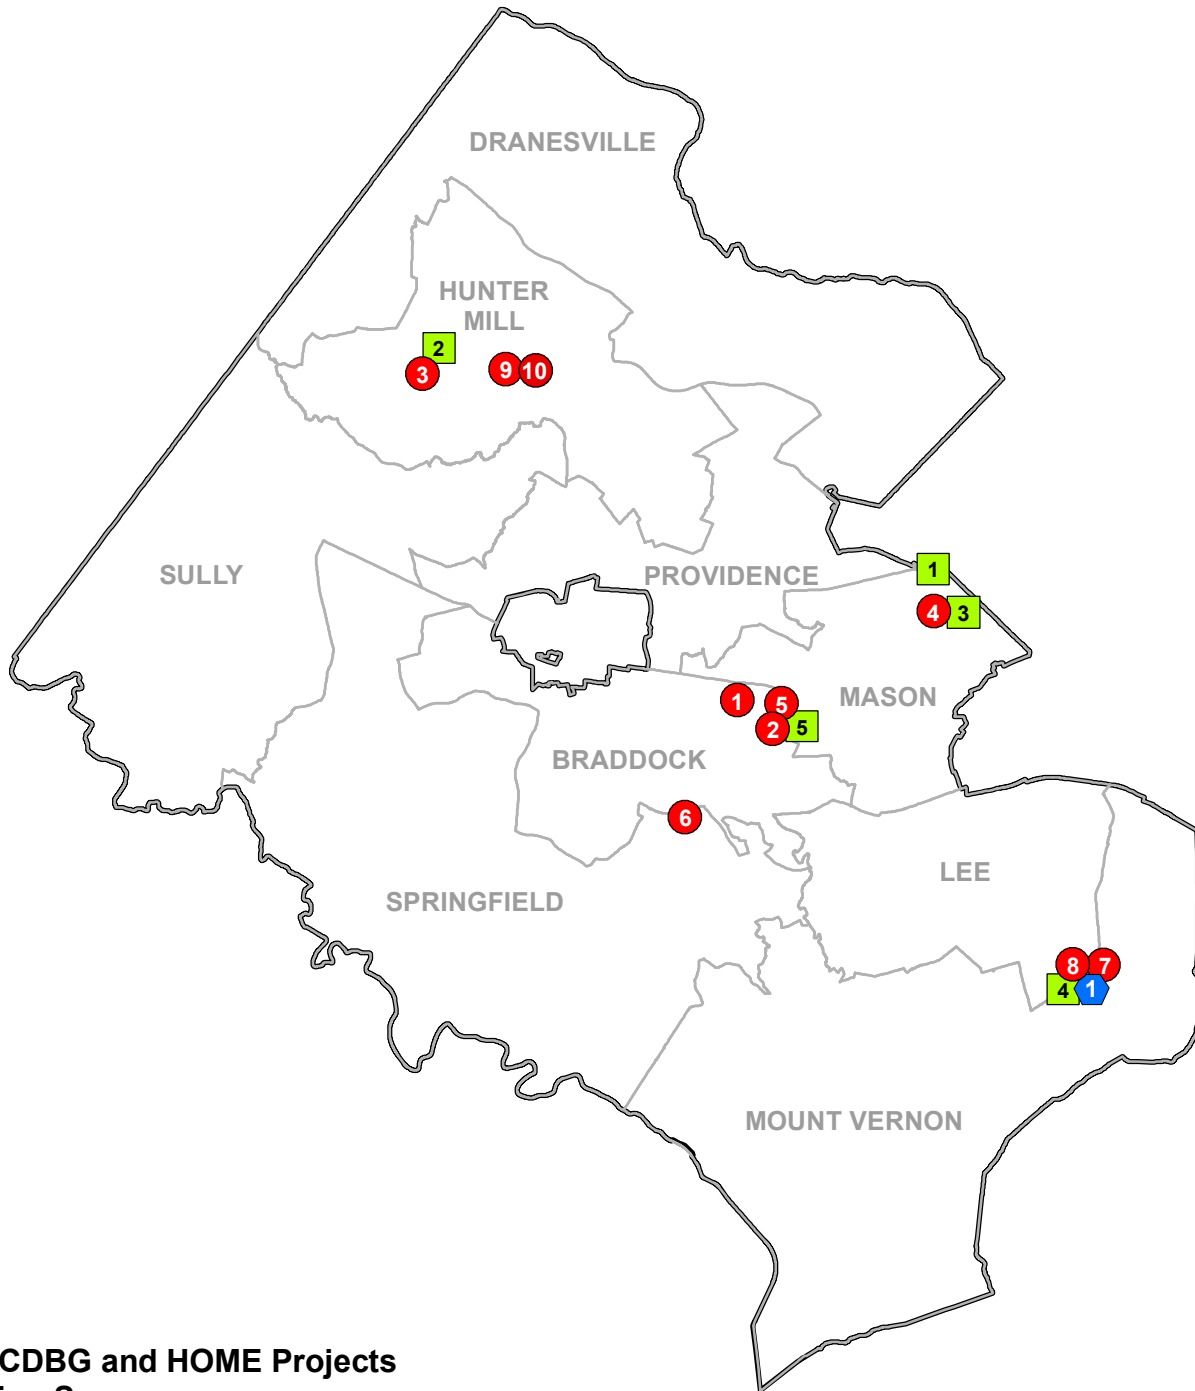 DRANESVILLE
HUNTER
MILL
2
3
9
10
SULLY
PROVIDENCE
1
4
3
MASON
1
5
2
5
BRADDOCK
6
LEE
SPRINGFIELD
8
7
4
1
MOUNT VERNON
CDBG and HOME Projects